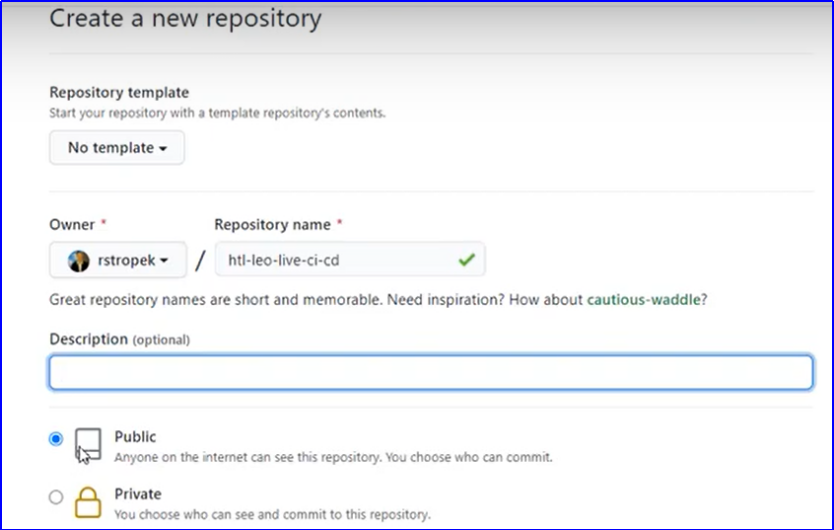 Create a new repository
Repository template
Start your repository with a template repository's contents.
No template
Owner * Repository name *
rstropek / htl-leo-live-ci-cd
Great repository names are short and memorable. Need inspiration? How about cautious-waddle?
Description (optional)
Public
Anyone on the internet can see this repository. You choose who can commit.
Private
You choose who can see and commit to this repository.